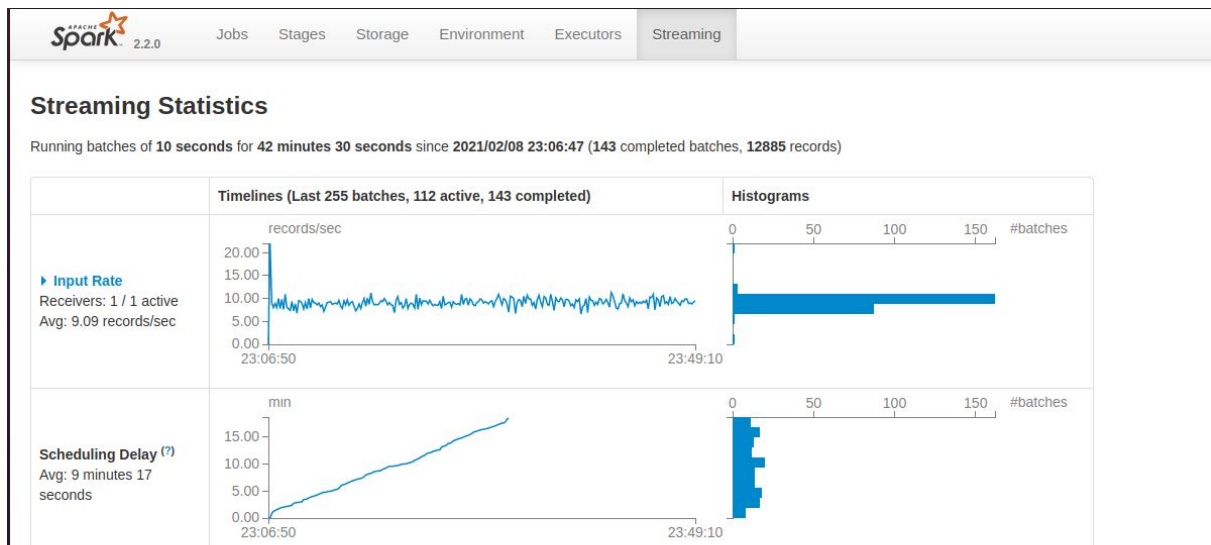 APACHE
Spark 2.2.0 Jobs Stages Storage Environment Executors Streaming
Streaming Statistics
Running batches of 10 seconds for 42 minutes 30 seconds since 2021/02/08 23:06:47 (143 completed batches, 12885 records)
Timelines (Last 255 batches, 112 active, 143 completed) Histograms
Input Rate
Receivers: 1 / 1 active
Avg: 9.09 records/sec
records/sec
20.00
15.00
10.00
5.00
0.00
23:06:50 23:49:10
0 50 100 150 #batches
Scheduling Delay (?)
Avg: 9 minutes 17
seconds
min
15.00
10.00
5.00
0.00
23:06:50 23:49:10
0 50 100 150 #batches